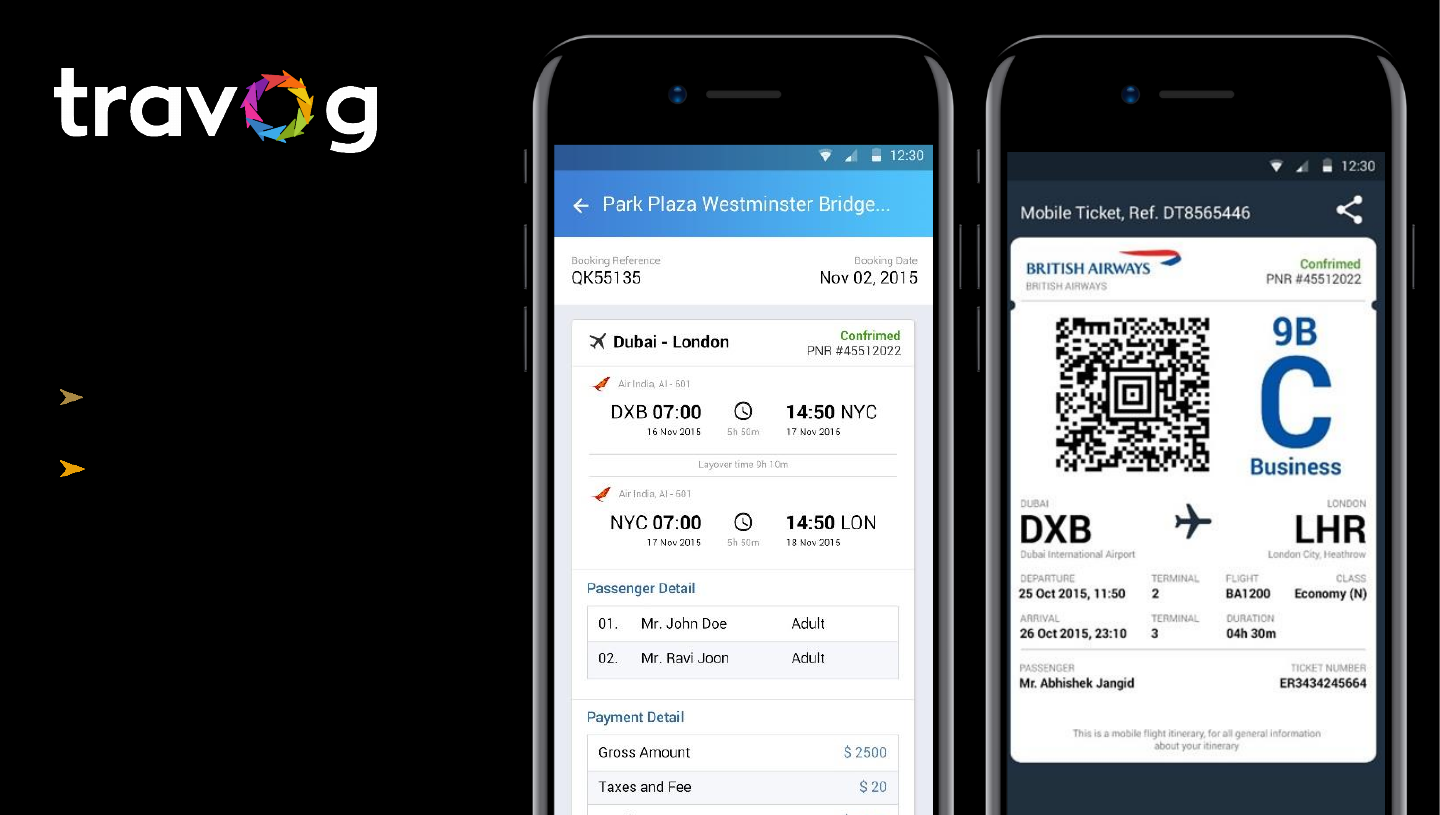 travog
12:30
Park Plaza Westminster Bridge...
Booking Reference Booking Date
QK55135 Nov 02, 2015
Dubai - London Confrimed
PNR #45512022
Air India, AI - 601
DXB 07:00 14:50 NYC
16 Nov 2015 5h 50m 17 Nov 2015
Layover time 9h 10m
Air India, AI - 601
NYC 07:00 14:50 LON
17 Nov 2015 5h 50m 18 Nov 2015
Passenger Detail
01. Mr. John Doe Adult
02. Mr. Ravi Joon Adult
Payment Detail
Gross Amount $ 2500
Taxes and Fee $ 20
12:30
Mobile Ticket, Ref. DT8565446
BRITISH AIRWAYS Confrimed
BRITISH AIRWAYS PNR #45512022
9B
C
Business
DUBAI LONDON
DXB LHR
Dubai International Airport London City, Heathrow
DEPARTURE TERMINAL FLIGHT CLASS
25 Oct 2015, 11:50 2 BA1200 Economy (N)
ARRIVAL TERMINAL DURATION
26 Oct 2015, 23:10 3 04h 30m
PASSENGER TICKET NUMBER
Mr. Abhishek Jangid ER3434245664
This is a mobile flight itinerary, for all general information
about your itinerary